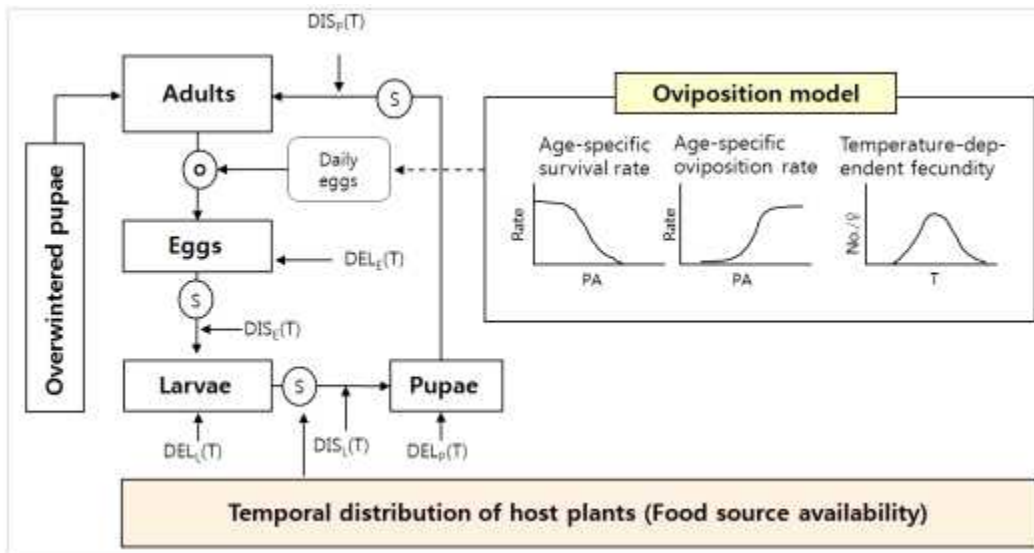 DIS_P(T)
Adults
S
Oviposition model
Overwintered pupae
O
Daily
eggs
Age-specific
survival rate
Age-specific
oviposition rate
Temperature-dep-
endent fecundity
Rate
PA
Rate
PA
No./♀
T
Eggs
DEL_E(T)
S
DIS_E(T)
Larvae
S
Pupae
DEL_L(T)
DIS_L(T)
DEL_P(T)
Temporal distribution of host plants (Food source availability)